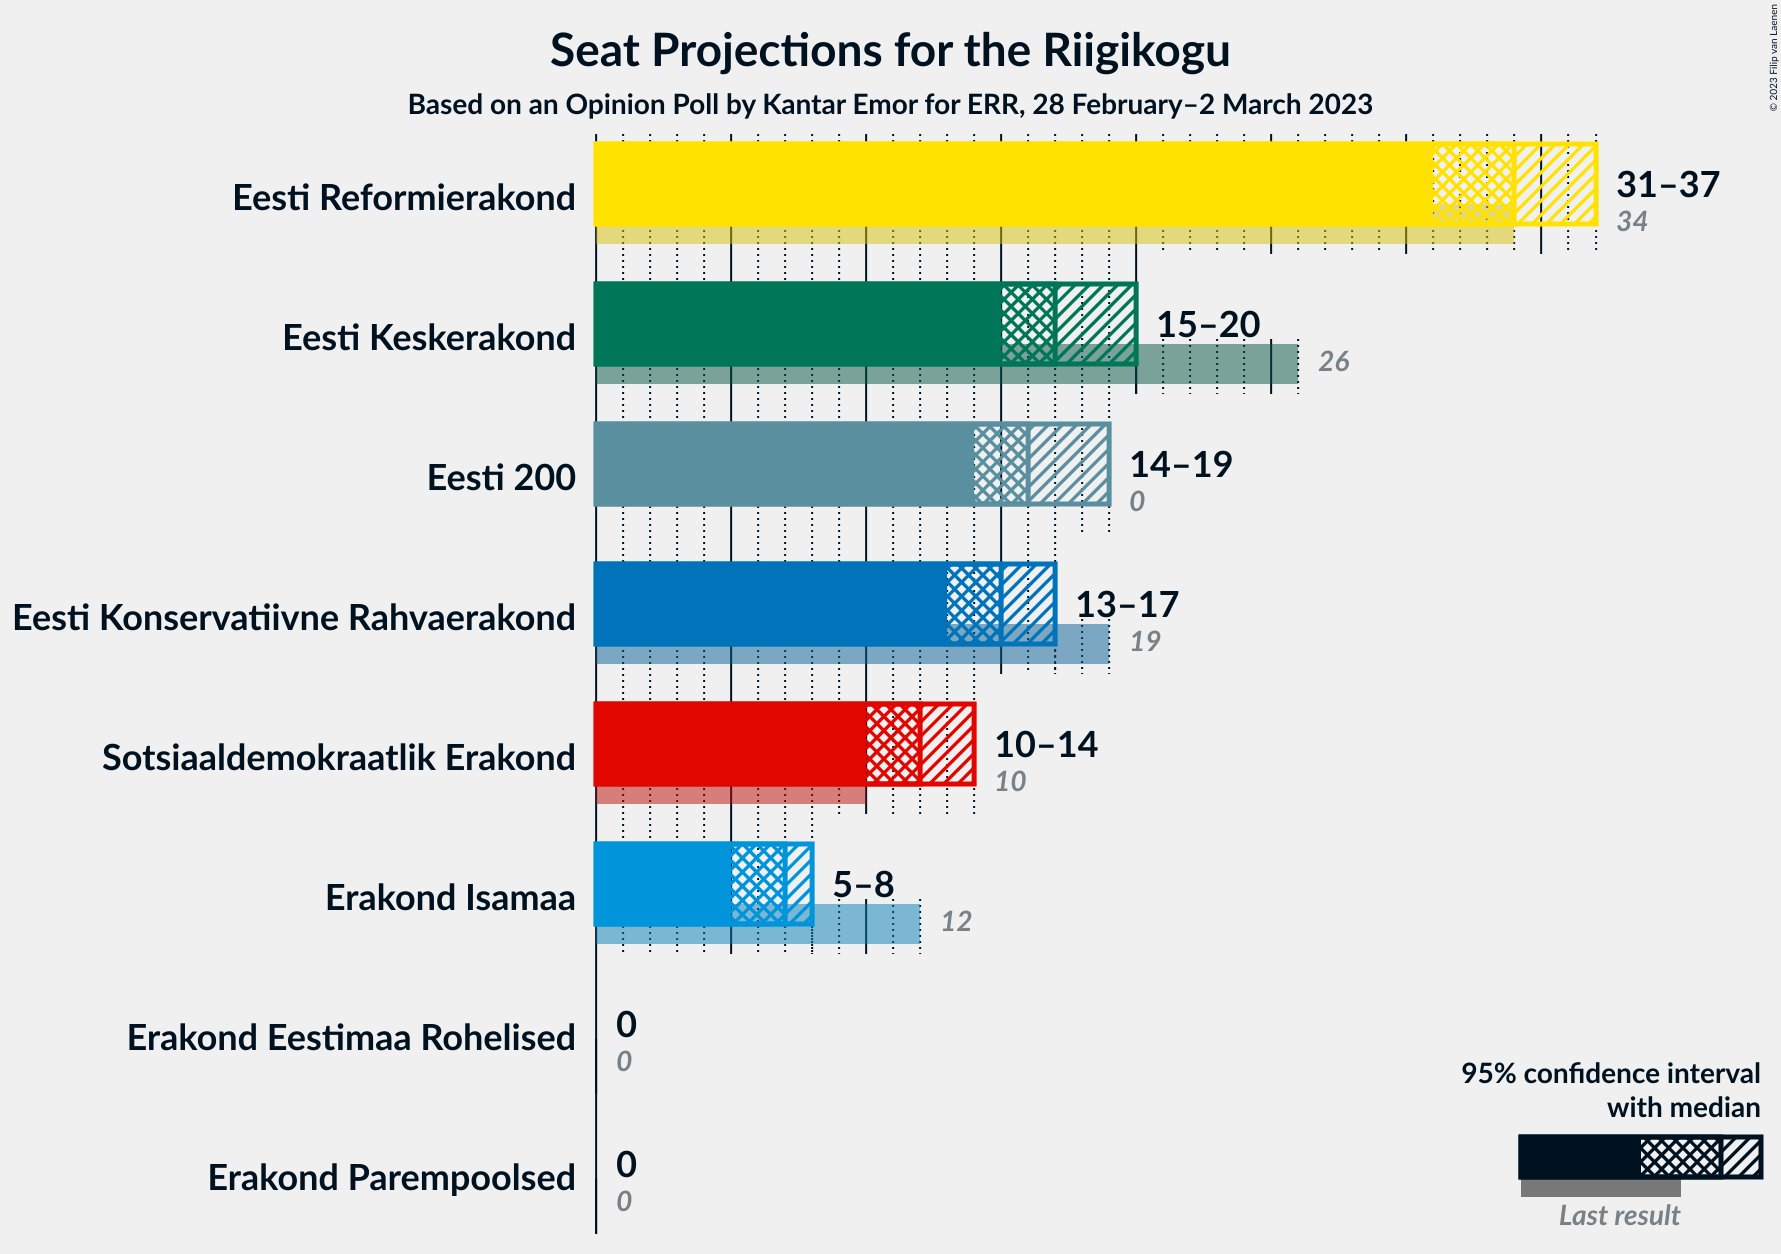 Seat Projections for the Riigikogu
Based on an Opinion Poll by Kantar Emor for ERR, 28 February–2 March 2023
© 2023 Filip van Laenen
Eesti Reformierakond
31–37
34
Eesti Keskerakond
15–20
26
Eesti 200
14–19
0
Eesti Konservatiivne Rahvaerakond
13–17
19
Sotsiaaldemokraatlik Erakond
10–14
10
Erakond Isamaa
5–8
12
Erakond Eestimaa Rohelised
0
0
Erakond Parempoolsed
0
0
95% confidence interval
with median
Last result